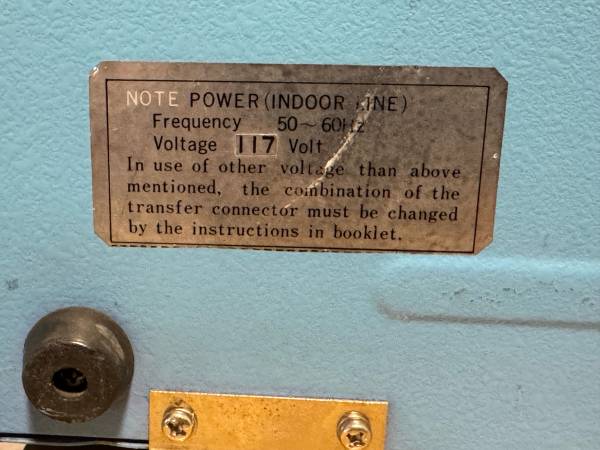 NOTE POWER (INDOOR LINE)
Frequency 50~60Hz
Voltage 117 Volt
In use of other voltage than above
mentioned, the combination of the
transfer connector must be changed
by the instructions in booklet.